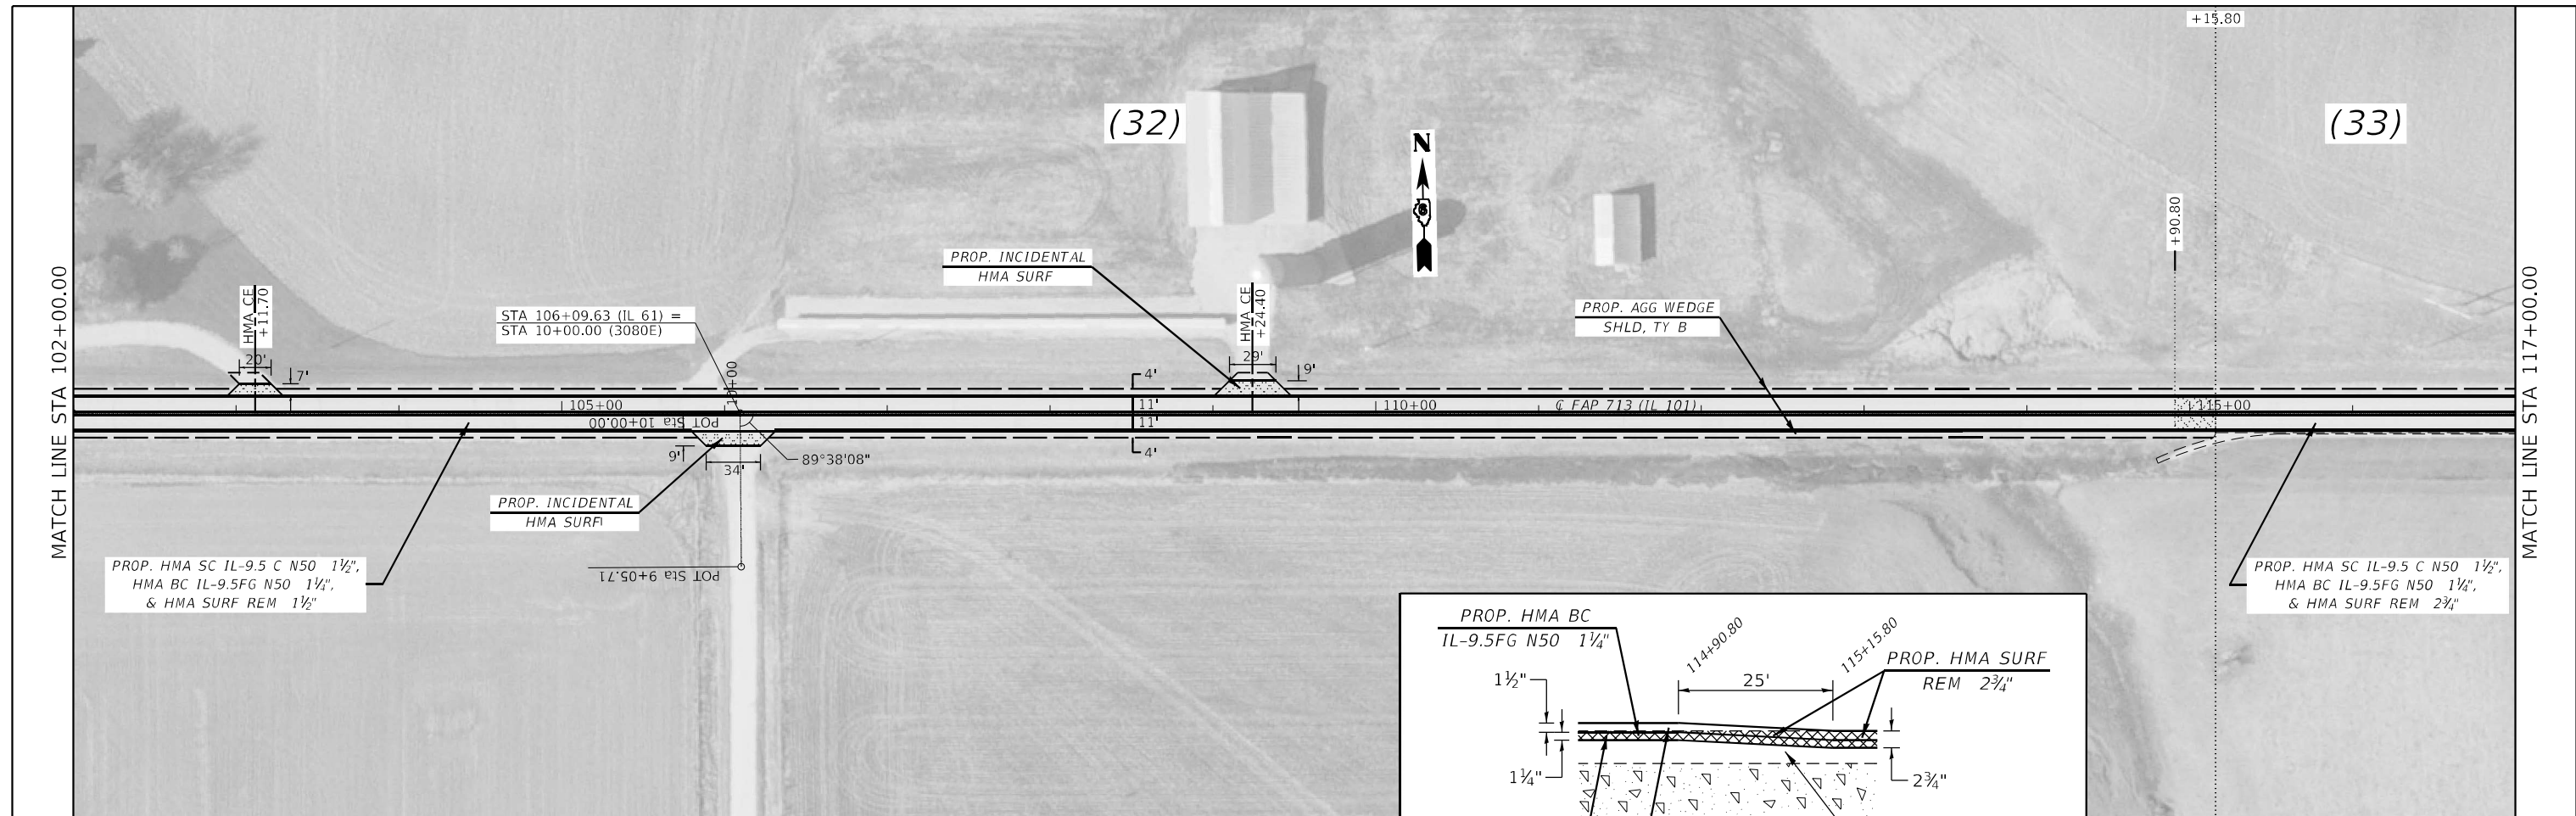 +15.80
(32)
(33)
N
6
+90.80
MATCH LINE STA 102+00.00
MATCH LINE STA 117+00.00
PROP. INCIDENTAL
HMA SURF
HMA CE
+11.70
20'
7'
STA 106+09.63 (IL 61) =
STA 10+00.00 (3080E)
10+00
HMA CE
+24.40
29'
9'
PROP. AGG WEDGE
SHLD, TY B
4'
11'
11'
4'
105+00
110+00
℄ FAP 713 (IL 101)
115+00
POT Sta 10+00.00
9'
34'
89°38'08"
PROP. INCIDENTAL
HMA SURF
POT Sta 9+05.71
PROP. HMA SC IL-9.5 C N50 1½",
HMA BC IL-9.5FG N50 1¼",
& HMA SURF REM 1½"
PROP. HMA SC IL-9.5 C N50 1½",
HMA BC IL-9.5FG N50 1¼",
& HMA SURF REM 2¾"
PROP. HMA BC
IL-9.5FG N50 1¼"
114+90.80
115+15.80
25'
PROP. HMA SURF
REM 2¾"
1½"
1¼"
2¾"